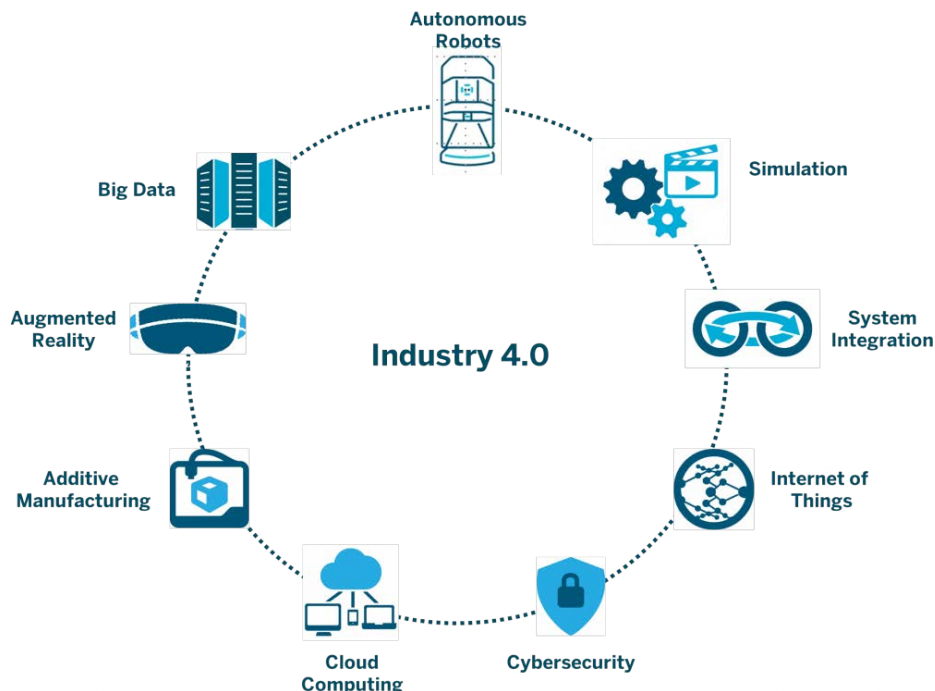 Autonomous
Robots
Simulation
Big Data
System
Integration
Augmented
Reality
Industry 4.0
Internet of
Things
Additive
Manufacturing
Cybersecurity
Cloud
Computing